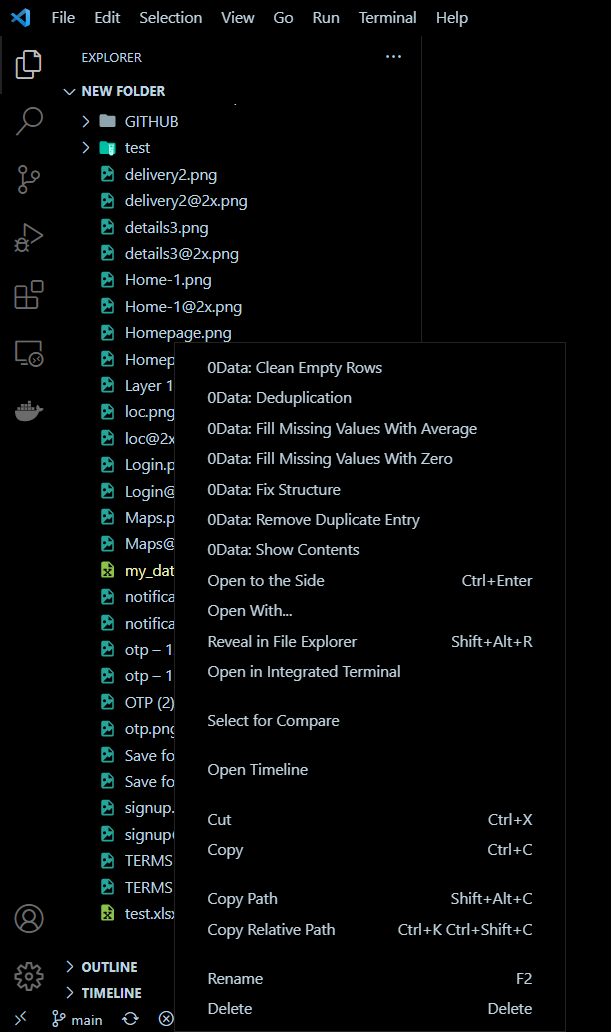 File Edit Selection View Go Run Terminal Help
EXPLORER ...
NEW FOLDER
GITHUB
test
delivery2.png
delivery2@2x.png
details3.png
details3@2x.png
Home-1.png
Home-1@2x.png
Homepage.png
Homep
Layer 1
loc.png
loc@2x
Login.p
Login@
Maps.p
Maps@
my_dat
notifica
notifica
otp – 1
otp – 1
OTP (2)
otp.png
Save fo
Save fo
signup.
signup
TERMS
TERMS
test.xlsx
OUTLINE
TIMELINE
main
0Data: Clean Empty Rows
0Data: Deduplication
0Data: Fill Missing Values With Average
0Data: Fill Missing Values With Zero
0Data: Fix Structure
0Data: Remove Duplicate Entry
0Data: Show Contents
Open to the Side Ctrl+Enter
Open With...
Reveal in File Explorer Shift+Alt+R
Open in Integrated Terminal
Select for Compare
Open Timeline
Cut Ctrl+X
Copy Ctrl+C
Copy Path Shift+Alt+C
Copy Relative Path Ctrl+K Ctrl+Shift+C
Rename F2
Delete Delete